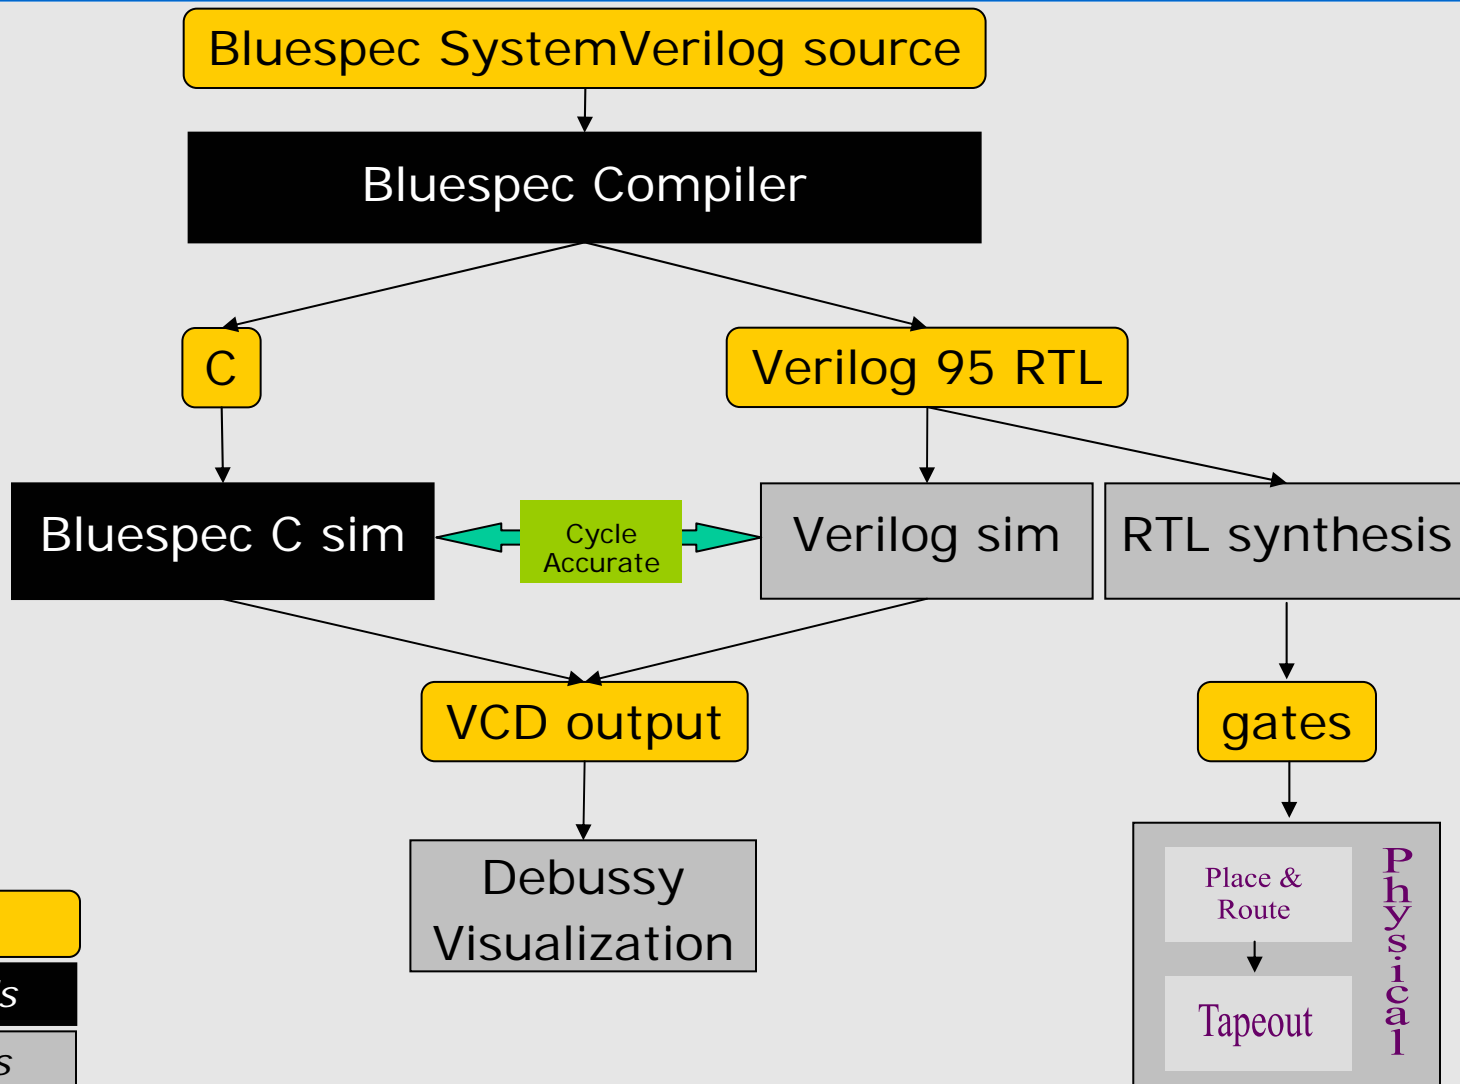 Bluespec SystemVerilog source
Bluespec Compiler
C
Verilog 95 RTL
Bluespec C sim
Cycle
Accurate
Verilog sim
RTL synthesis
VCD output
gates
Debussy
Visualization
Place &
Route
Tapeout
Physical